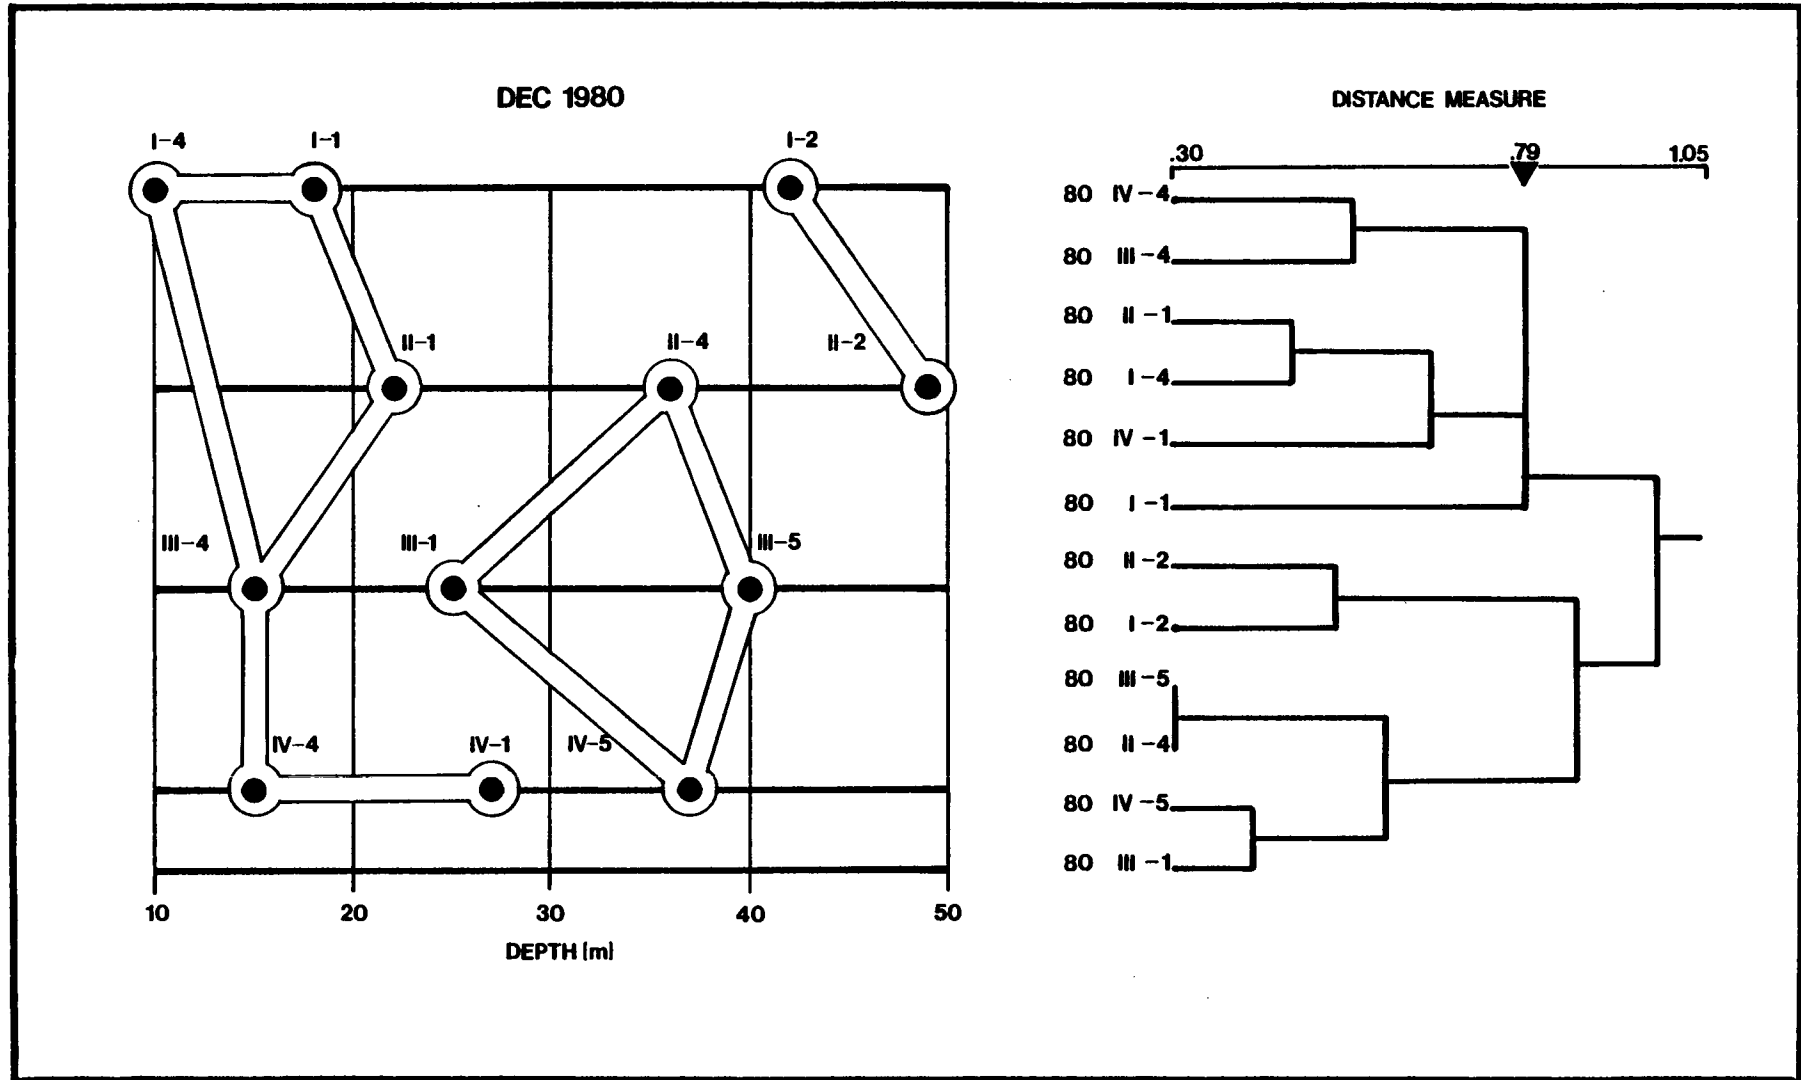 DEC 1980
I-4
I-1
I-2
II-1
II-4
II-2
III-4
III-1
III-5
IV-4
IV-1
IV-5
10 20 30 40 50
DEPTH (m)
DISTANCE MEASURE
.30 .79 1.05
80 IV-4
80 III-4
80 II-1
80 I-4
80 IV-1
80 I-1
80 II-2
80 I-2
80 III-5
80 II-4
80 IV-5
80 III-1